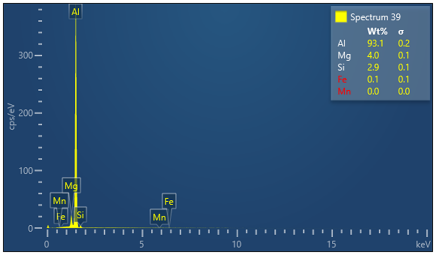 Spectrum 39
Wt% σ
Al 93.1 0.2
Mg 4.0 0.1
Si 2.9 0.1
Fe 0.1 0.1
Mn 0.0 0.0
Al
300
cps/eV
200
100
Mg
Mn
Fe
Fe
Si
Mn
0
0 5 10 15 keV